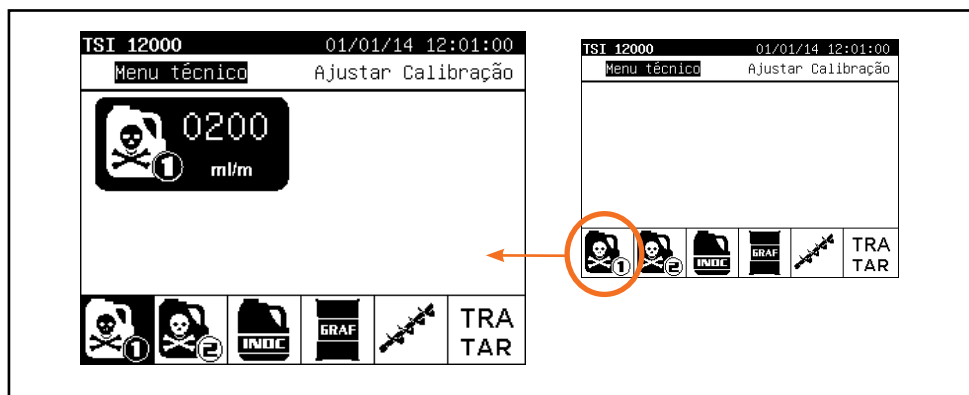 TSI 12000 01/01/14 12:01:00
Menu técnico Ajustar Calibração
0200
1 ml/m
1 2 INOC GRAF TRA
TAR
TSI 12000 01/01/14 12:01:00
Menu técnico Ajustar Calibração
1 2 INOC GRAF TRA
TAR